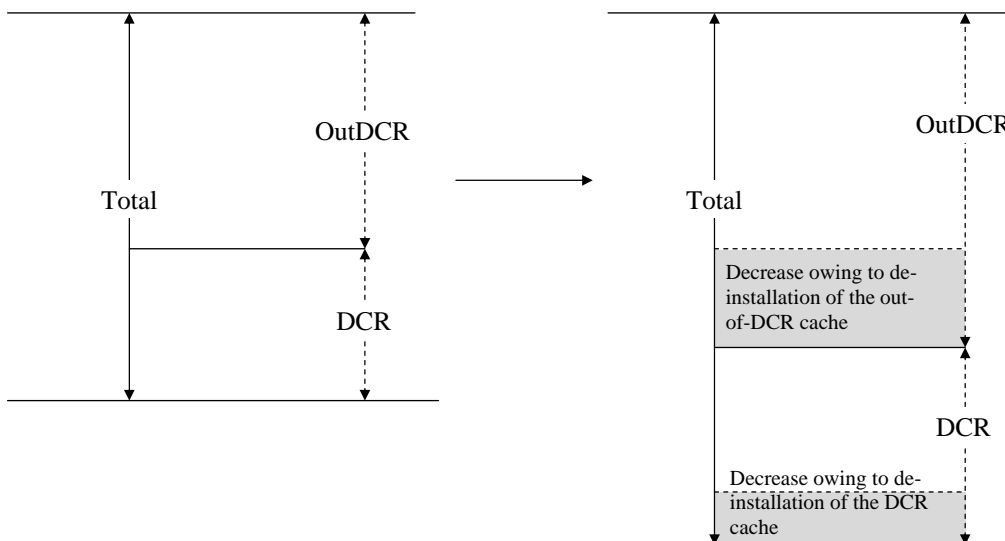 OutDCR
Total
DCR
OutDCR
Total
Decrease owing to de-
installation of the out-
of-DCR cache
DCR
Decrease owing to de-
installation of the DCR
cache